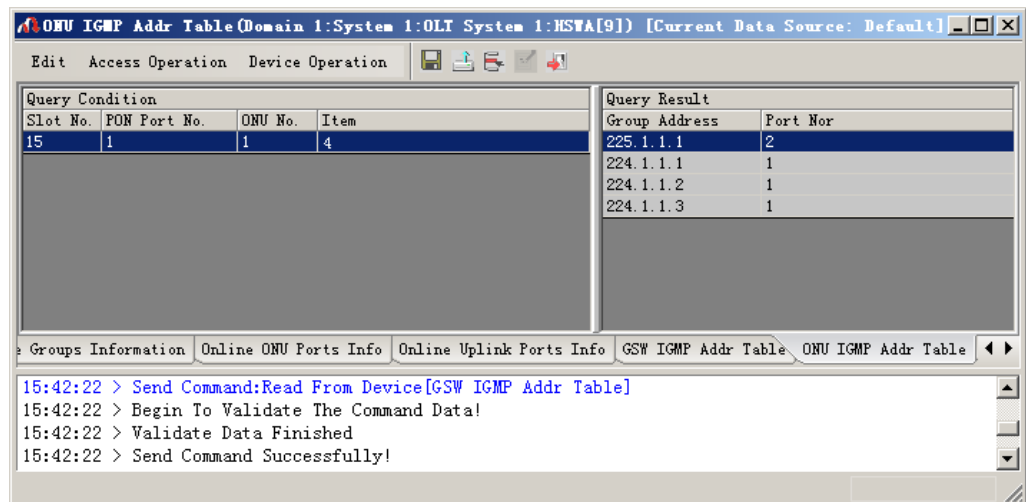 ONU IGMP Addr Table(Domain 1:System 1:OLT System 1:HSWA[9]) [Current Data Source: Default]
Edit Access Operation Device Operation
Query Condition
Slot No. PON Port No. ONU No. Item
15 1 1 4
Query Result
Group Address Port Nor
225.1.1.1 2
224.1.1.1 1
224.1.1.2 1
224.1.1.3 1
e Groups Information Online ONU Ports Info Online Uplink Ports Info GSW IGMP Addr Table ONU IGMP Addr Table
15:42:22 > Send Command:Read From Device[GSW IGMP Addr Table]
15:42:22 > Begin To Validate The Command Data!
15:42:22 > Validate Data Finished
15:42:22 > Send Command Successfully!